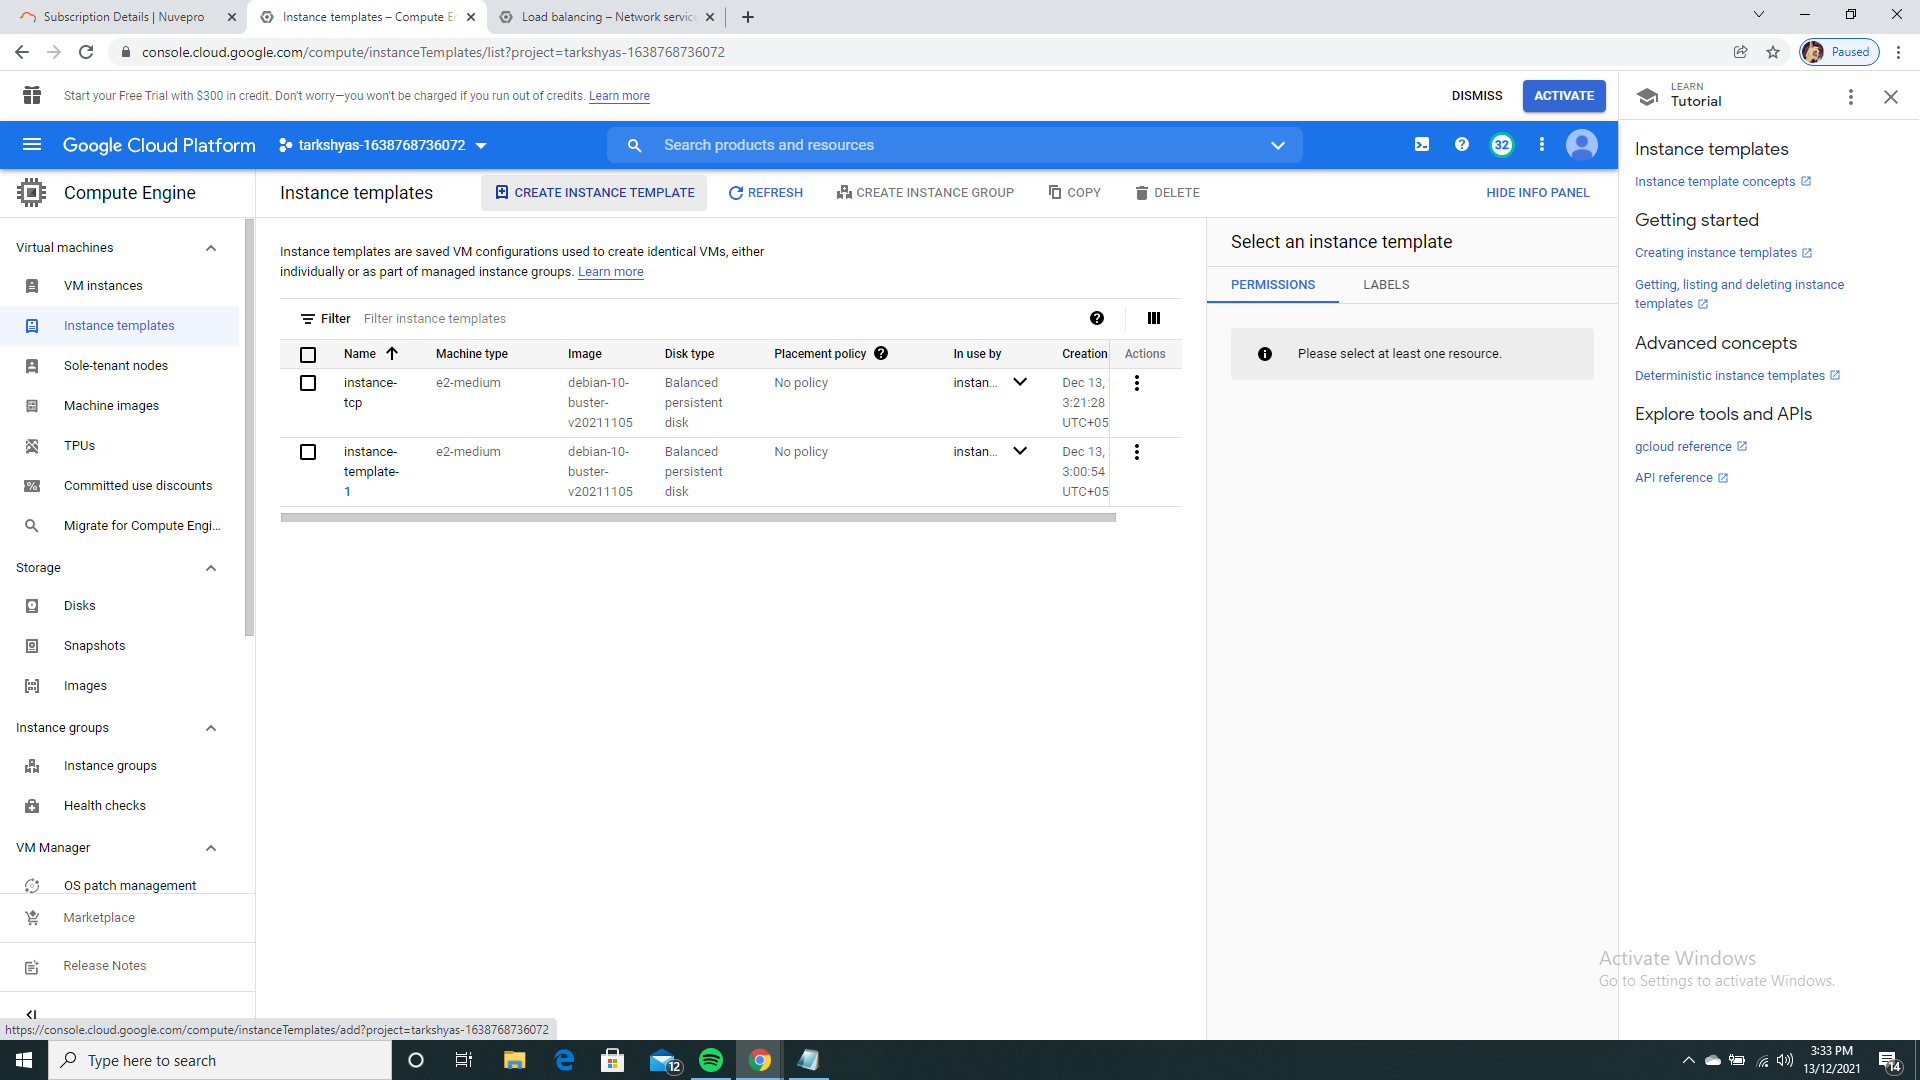 Subscription Details | Nuvepro
Instance templates – Compute E
Load balancing – Network servic
console.cloud.google.com/compute/instanceTemplates/list?project=tarkshyas-1638768736072
Paused
Start your Free Trial with $300 in credit. Don't worry—you won't be charged if you run out of credits. Learn more
DISMISS
ACTIVATE
LEARN
Tutorial
Google Cloud Platform
tarkshyas-1638768736072
Search products and resources
32
Compute Engine
Instance templates
CREATE INSTANCE TEMPLATE
REFRESH
CREATE INSTANCE GROUP
COPY
DELETE
HIDE INFO PANEL
Virtual machines
VM instances
Instance templates
Sole-tenant nodes
Machine images
TPUs
Committed use discounts
Migrate for Compute Engi...
Storage
Disks
Snapshots
Images
Instance groups
Instance groups
Health checks
VM Manager
OS patch management
Marketplace
Release Notes
Instance templates are saved VM configurations used to create identical VMs, either
individually or as part of managed instance groups. Learn more
Filter
Filter instance templates
Name
Machine type
Image
Disk type
Placement policy
In use by
Creation
Actions
instance-
tcp
e2-medium
debian-10-
buster-
v20211105
Balanced
persistent
disk
No policy
instan...
Dec 13,
3:21:28
UTC+05
instance-
template-
1
e2-medium
debian-10-
buster-
v20211105
Balanced
persistent
disk
No policy
instan...
Dec 13,
3:00:54
UTC+05
Select an instance template
PERMISSIONS
LABELS
Please select at least one resource.
Instance templates
Instance template concepts
Getting started
Creating instance templates
Getting, listing and deleting instance
templates
Advanced concepts
Deterministic instance templates
Explore tools and APIs
gcloud reference
API reference
Activate Windows
Go to Settings to activate Windows.
https://console.cloud.google.com/compute/instanceTemplates/add?project=tarkshyas-1638768736072
Type here to search
12
3:33 PM
13/12/2021
14